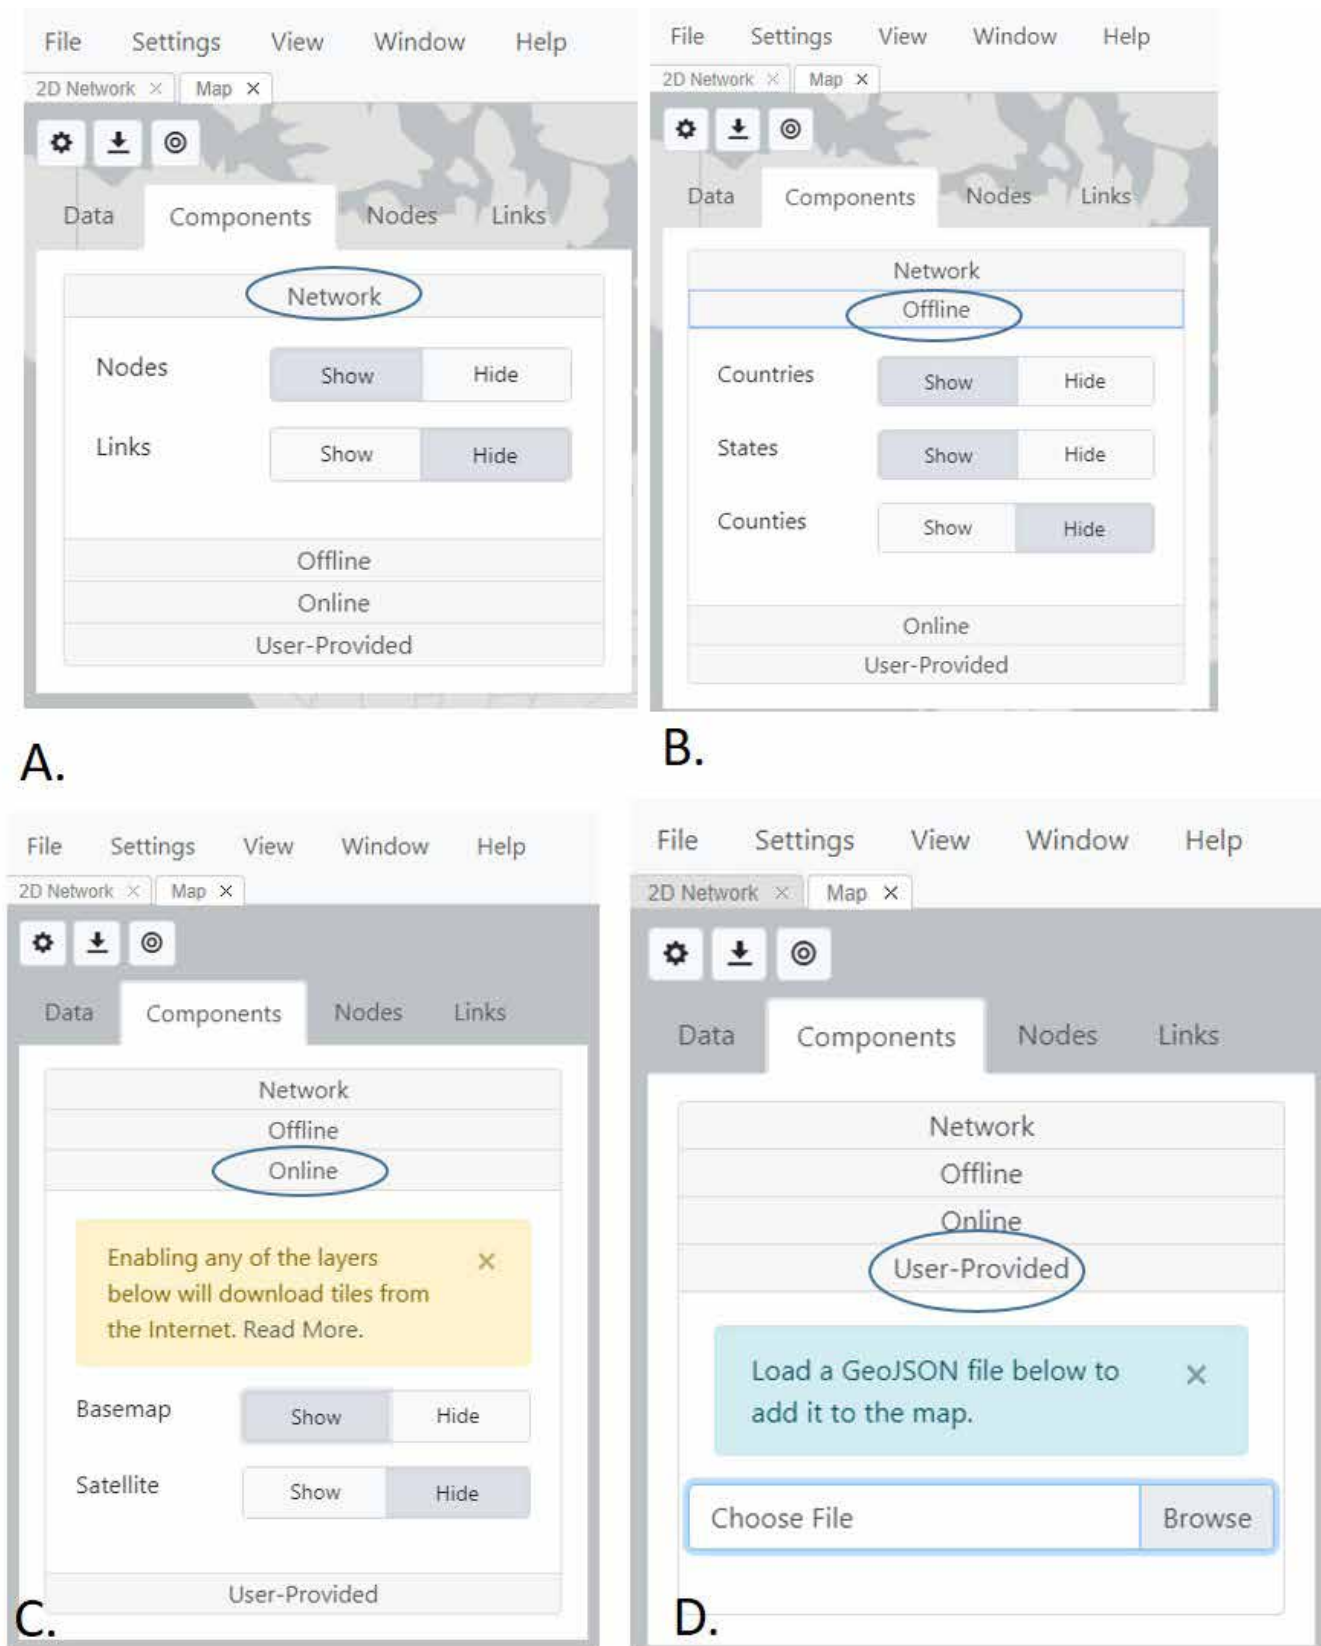 File Settings View Window Help
2D Network × Map ×
Data Components Nodes Links
Network
Nodes Show Hide
Links Show Hide
Offline
Online
User-Provided
A.
File Settings View Window Help
2D Network × Map ×
Data Components Nodes Links
Network
Offline
Countries Show Hide
States Show Hide
Counties Show Hide
Online
User-Provided
B.
File Settings View Window Help
2D Network × Map ×
Data Components Nodes Links
Network
Offline
Online
Enabling any of the layers ×
below will download tiles from
the Internet. Read More.
Basemap Show Hide
Satellite Show Hide
User-Provided
C.
File Settings View Window Help
2D Network × Map ×
Data Components Nodes Links
Network
Offline
Online
User-Provided
Load a GeoJSON file below to ×
add it to the map.
Choose File Browse
D.